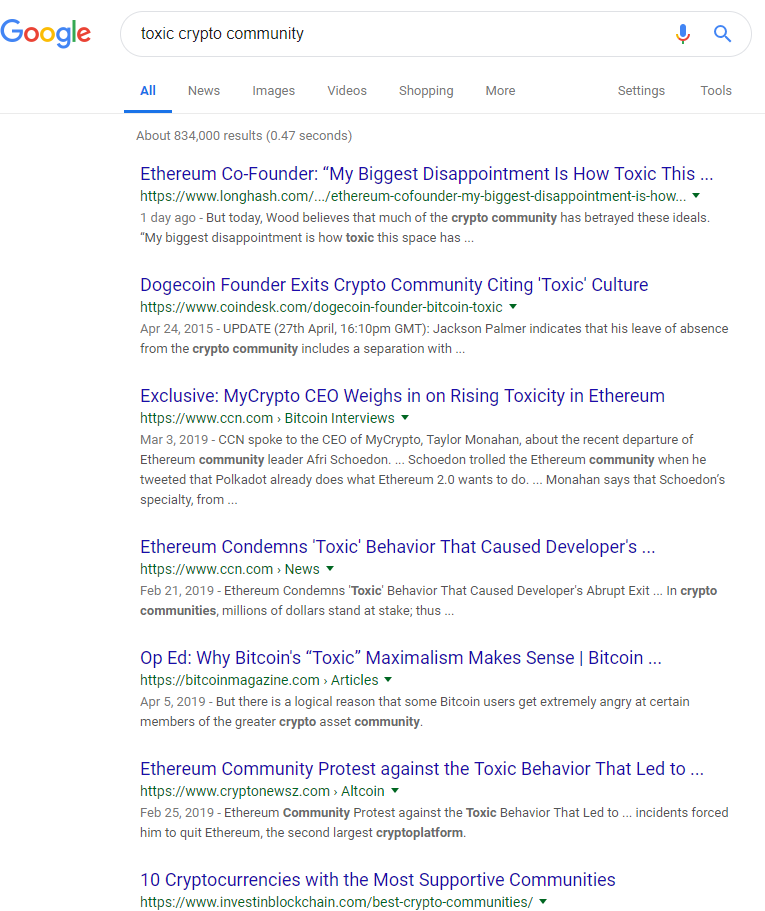 Google
toxic crypto community
All News Images Videos Shopping More Settings Tools
About 834,000 results (0.47 seconds)
Ethereum Co-Founder: “My Biggest Disappointment Is How Toxic This ...
https://www.longhash.com/.../ethereum-cofounder-my-biggest-disappointment-is-how...
1 day ago - But today, Wood believes that much of the crypto community has betrayed these ideals.
“My biggest disappointment is how toxic this space has ...
Dogecoin Founder Exits Crypto Community Citing 'Toxic' Culture
https://www.coindesk.com/dogecoin-founder-bitcoin-toxic
Apr 24, 2015 - UPDATE (27th April, 16:10pm GMT): Jackson Palmer indicates that his leave of absence
from the crypto community includes a separation with ...
Exclusive: MyCrypto CEO Weighs in on Rising Toxicity in Ethereum
https://www.ccn.com › Bitcoin Interviews
Mar 3, 2019 - CCN spoke to the CEO of MyCrypto, Taylor Monahan, about the recent departure of
Ethereum community leader Afri Schoedon. ... Schoedon trolled the Ethereum community when he
tweeted that Polkadot already does what Ethereum 2.0 wants to do. ... Monahan says that Schoedon’s
specialty, from ...
Ethereum Condemns 'Toxic' Behavior That Caused Developer's ...
https://www.ccn.com › News
Feb 21, 2019 - Ethereum Condemns 'Toxic' Behavior That Caused Developer's Abrupt Exit ... In crypto
communities, millions of dollars stand at stake; thus ...
Op Ed: Why Bitcoin's “Toxic” Maximalism Makes Sense | Bitcoin ...
https://bitcoinmagazine.com › Articles
Apr 5, 2019 - But there is a logical reason that some Bitcoin users get extremely angry at certain
members of the greater crypto asset community.
Ethereum Community Protest against the Toxic Behavior That Led to ...
https://www.cryptonewsz.com › Altcoin
Feb 25, 2019 - Ethereum Community Protest against the Toxic Behavior That Led to ... incidents forced
him to quit Ethereum, the second largest cryptoplatform.
10 Cryptocurrencies with the Most Supportive Communities
https://www.investinblockchain.com/best-crypto-communities/